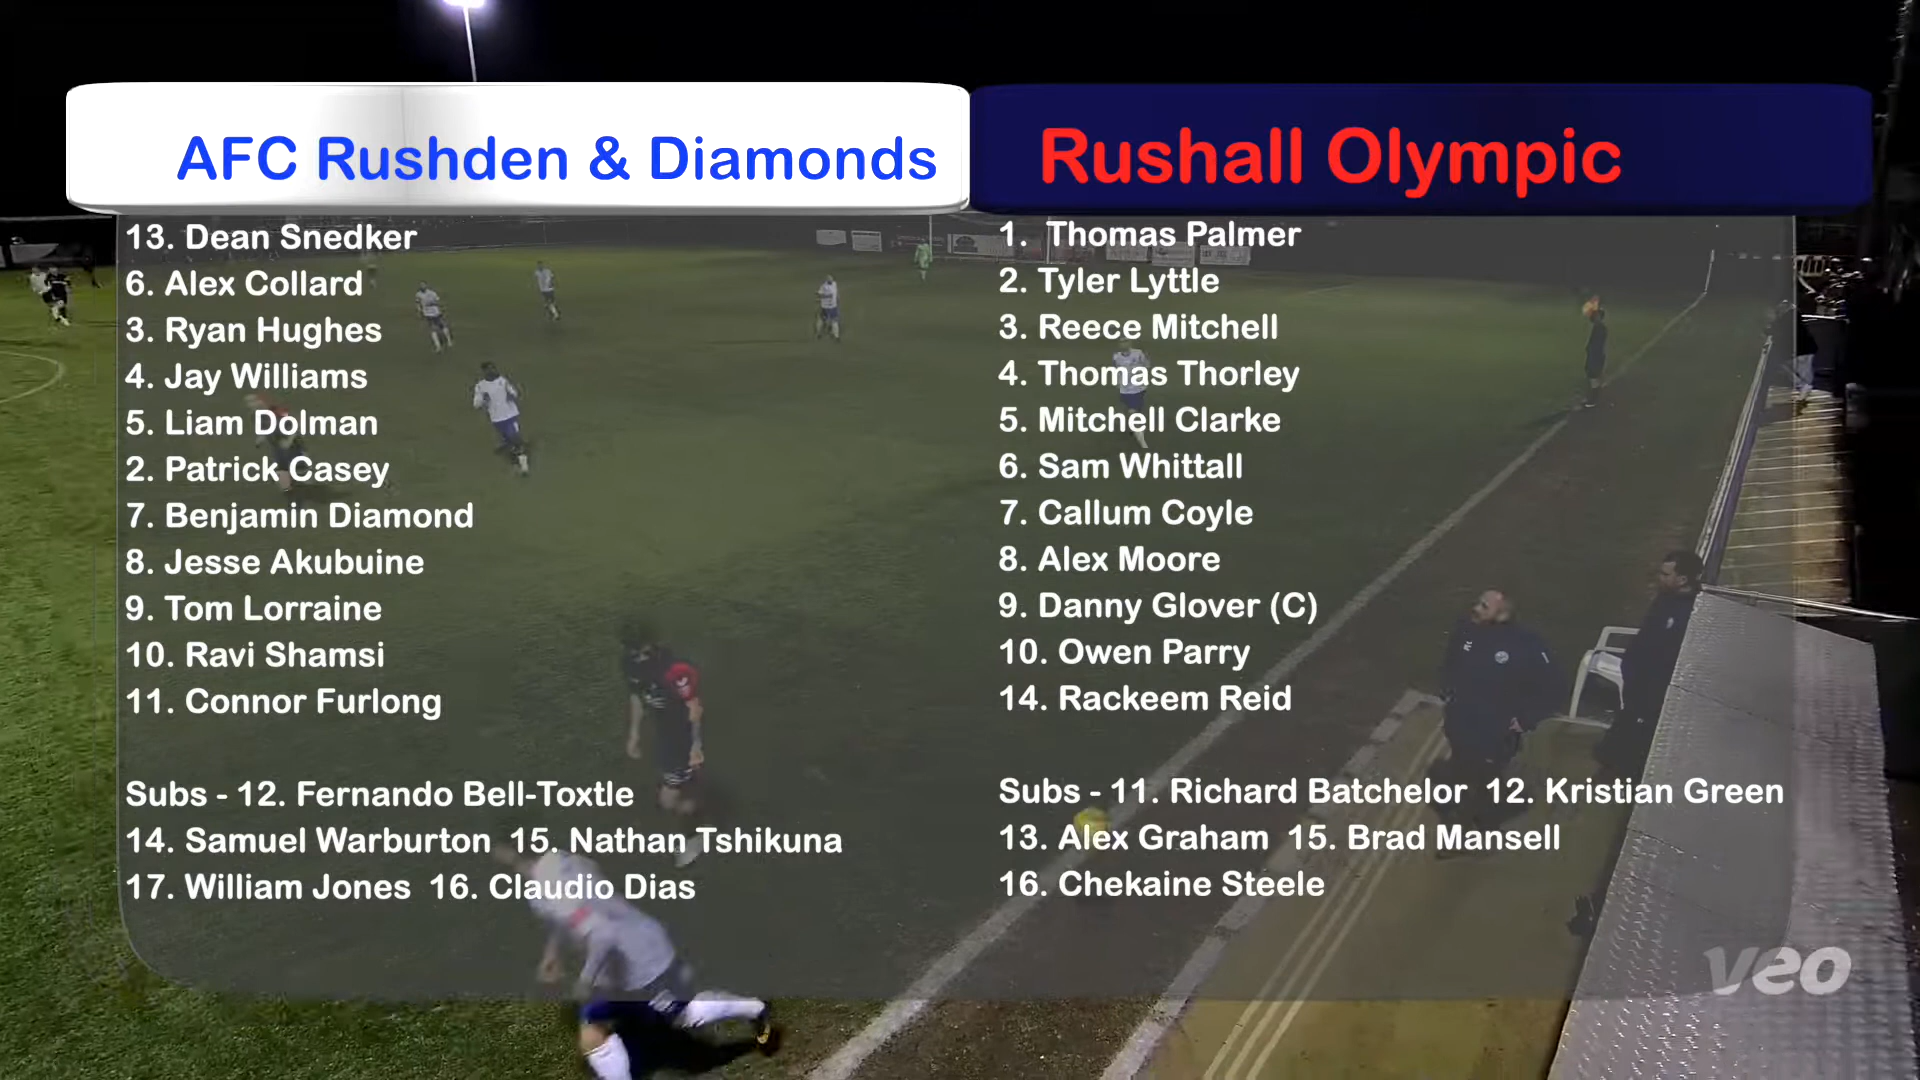 AFC Rushden & Diamonds
13. Dean Snedker
6. Alex Collard
3. Ryan Hughes
4. Jay Williams
5. Liam Dolman
2. Patrick Casey
7. Benjamin Diamond
8. Jesse Akubuine
9. Tom Lorraine
10. Ravi Shamsi
11. Connor Furlong
Subs - 12. Fernando Bell-Toxtle
14. Samuel Warburton 15. Nathan Tshikuna
17. William Jones 16. Claudio Dias
Rushall Olympic
1. Thomas Palmer
2. Tyler Lyttle
3. Reece Mitchell
4. Thomas Thorley
5. Mitchell Clarke
6. Sam Whittall
7. Callum Coyle
8. Alex Moore
9. Danny Glover (C)
10. Owen Parry
14. Rackeem Reid
Subs - 11. Richard Batchelor 12. Kristian Green
13. Alex Graham 15. Brad Mansell
16. Chekaine Steele
veo